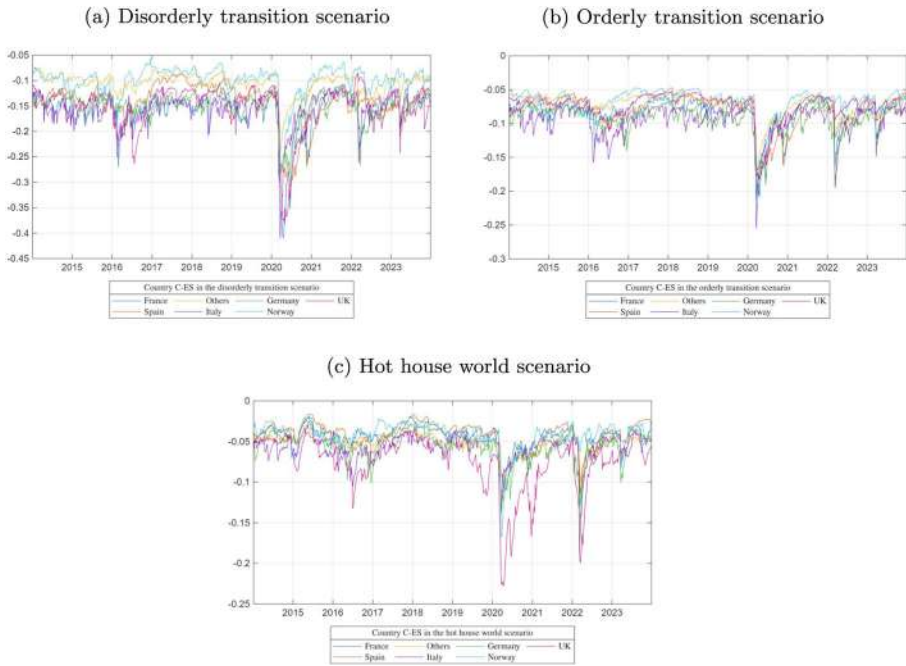 (a) Disorderly transition scenario
-0.05
-0.1
-0.15
-0.2
-0.25
-0.3
-0.35
-0.4
-0.45
2015 2016 2017 2018 2019 2020 2021 2022 2023
Country C-ES in the disorderly transition scenario
France Others Germany UK
Spain Italy Norway
(b) Orderly transition scenario
0
-0.05
-0.1
-0.15
-0.2
-0.25
-0.3
2015 2016 2017 2018 2019 2020 2021 2022 2023
Country C-ES in the orderly transition scenario
France Others Germany UK
Spain Italy Norway
(c) Hot house world scenario
0
-0.05
-0.1
-0.15
-0.2
-0.25
2015 2016 2017 2018 2019 2020 2021 2022 2023
Country C-ES in the hot house world scenario
France Others Germany UK
Spain Italy Norway